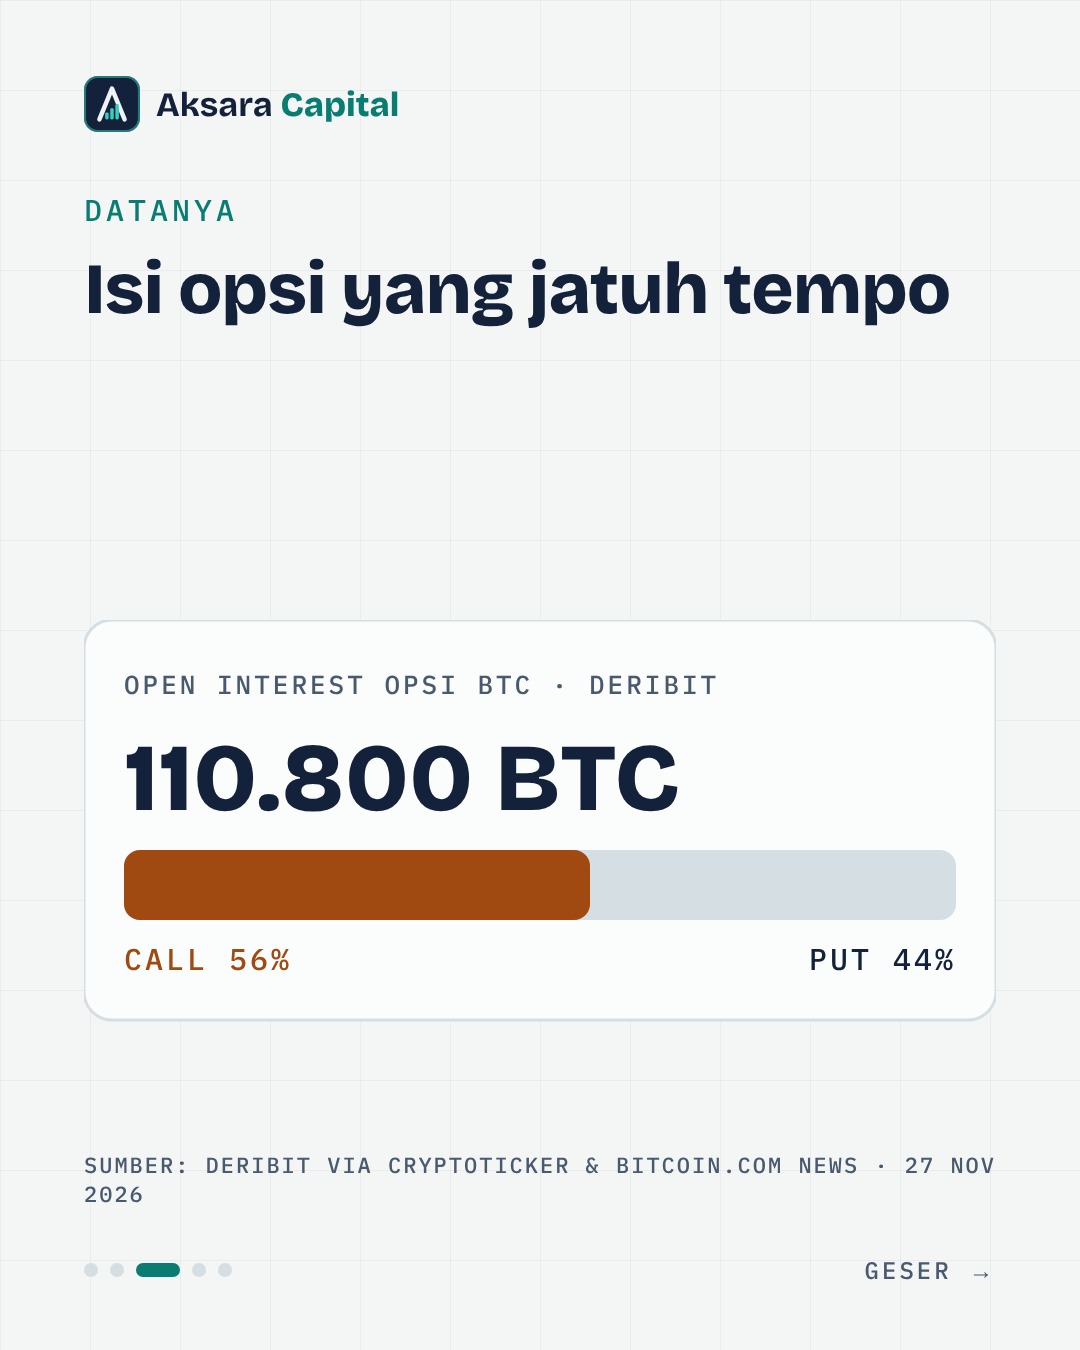 Aksara Capital
DATANYA
Isi opsi yang jatuh tempo
OPEN INTEREST OPSI BTC · DERIBIT
110.800 BTC
CALL 56%
PUT 44%
SUMBER: DERIBIT VIA CRYPTOTICKER & BITCOIN.COM NEWS · 27 NOV
2026
GESER →